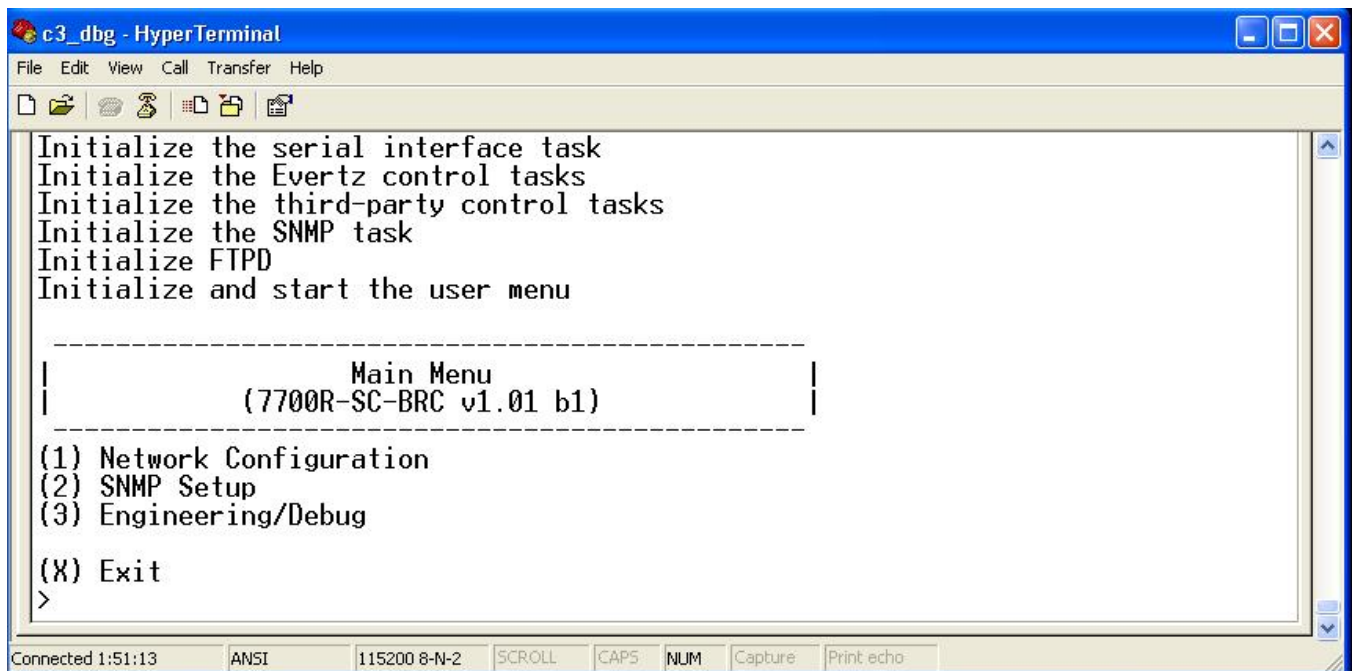 c3_dbg - HyperTerminal
File Edit View Call Transfer Help
Initialize the serial interface task
Initialize the Evertz control tasks
Initialize the third-party control tasks
Initialize the SNMP task
Initialize FTPD
Initialize and start the user menu
------------------------------------------------
| Main Menu |
| (7700R-SC-BRC v1.01 b1) |
------------------------------------------------
(1) Network Configuration
(2) SNMP Setup
(3) Engineering/Debug
(X) Exit
>
Connected 1:51:13 ANSI 115200 8-N-2 SCROLL CAPS NUM Capture Print echo